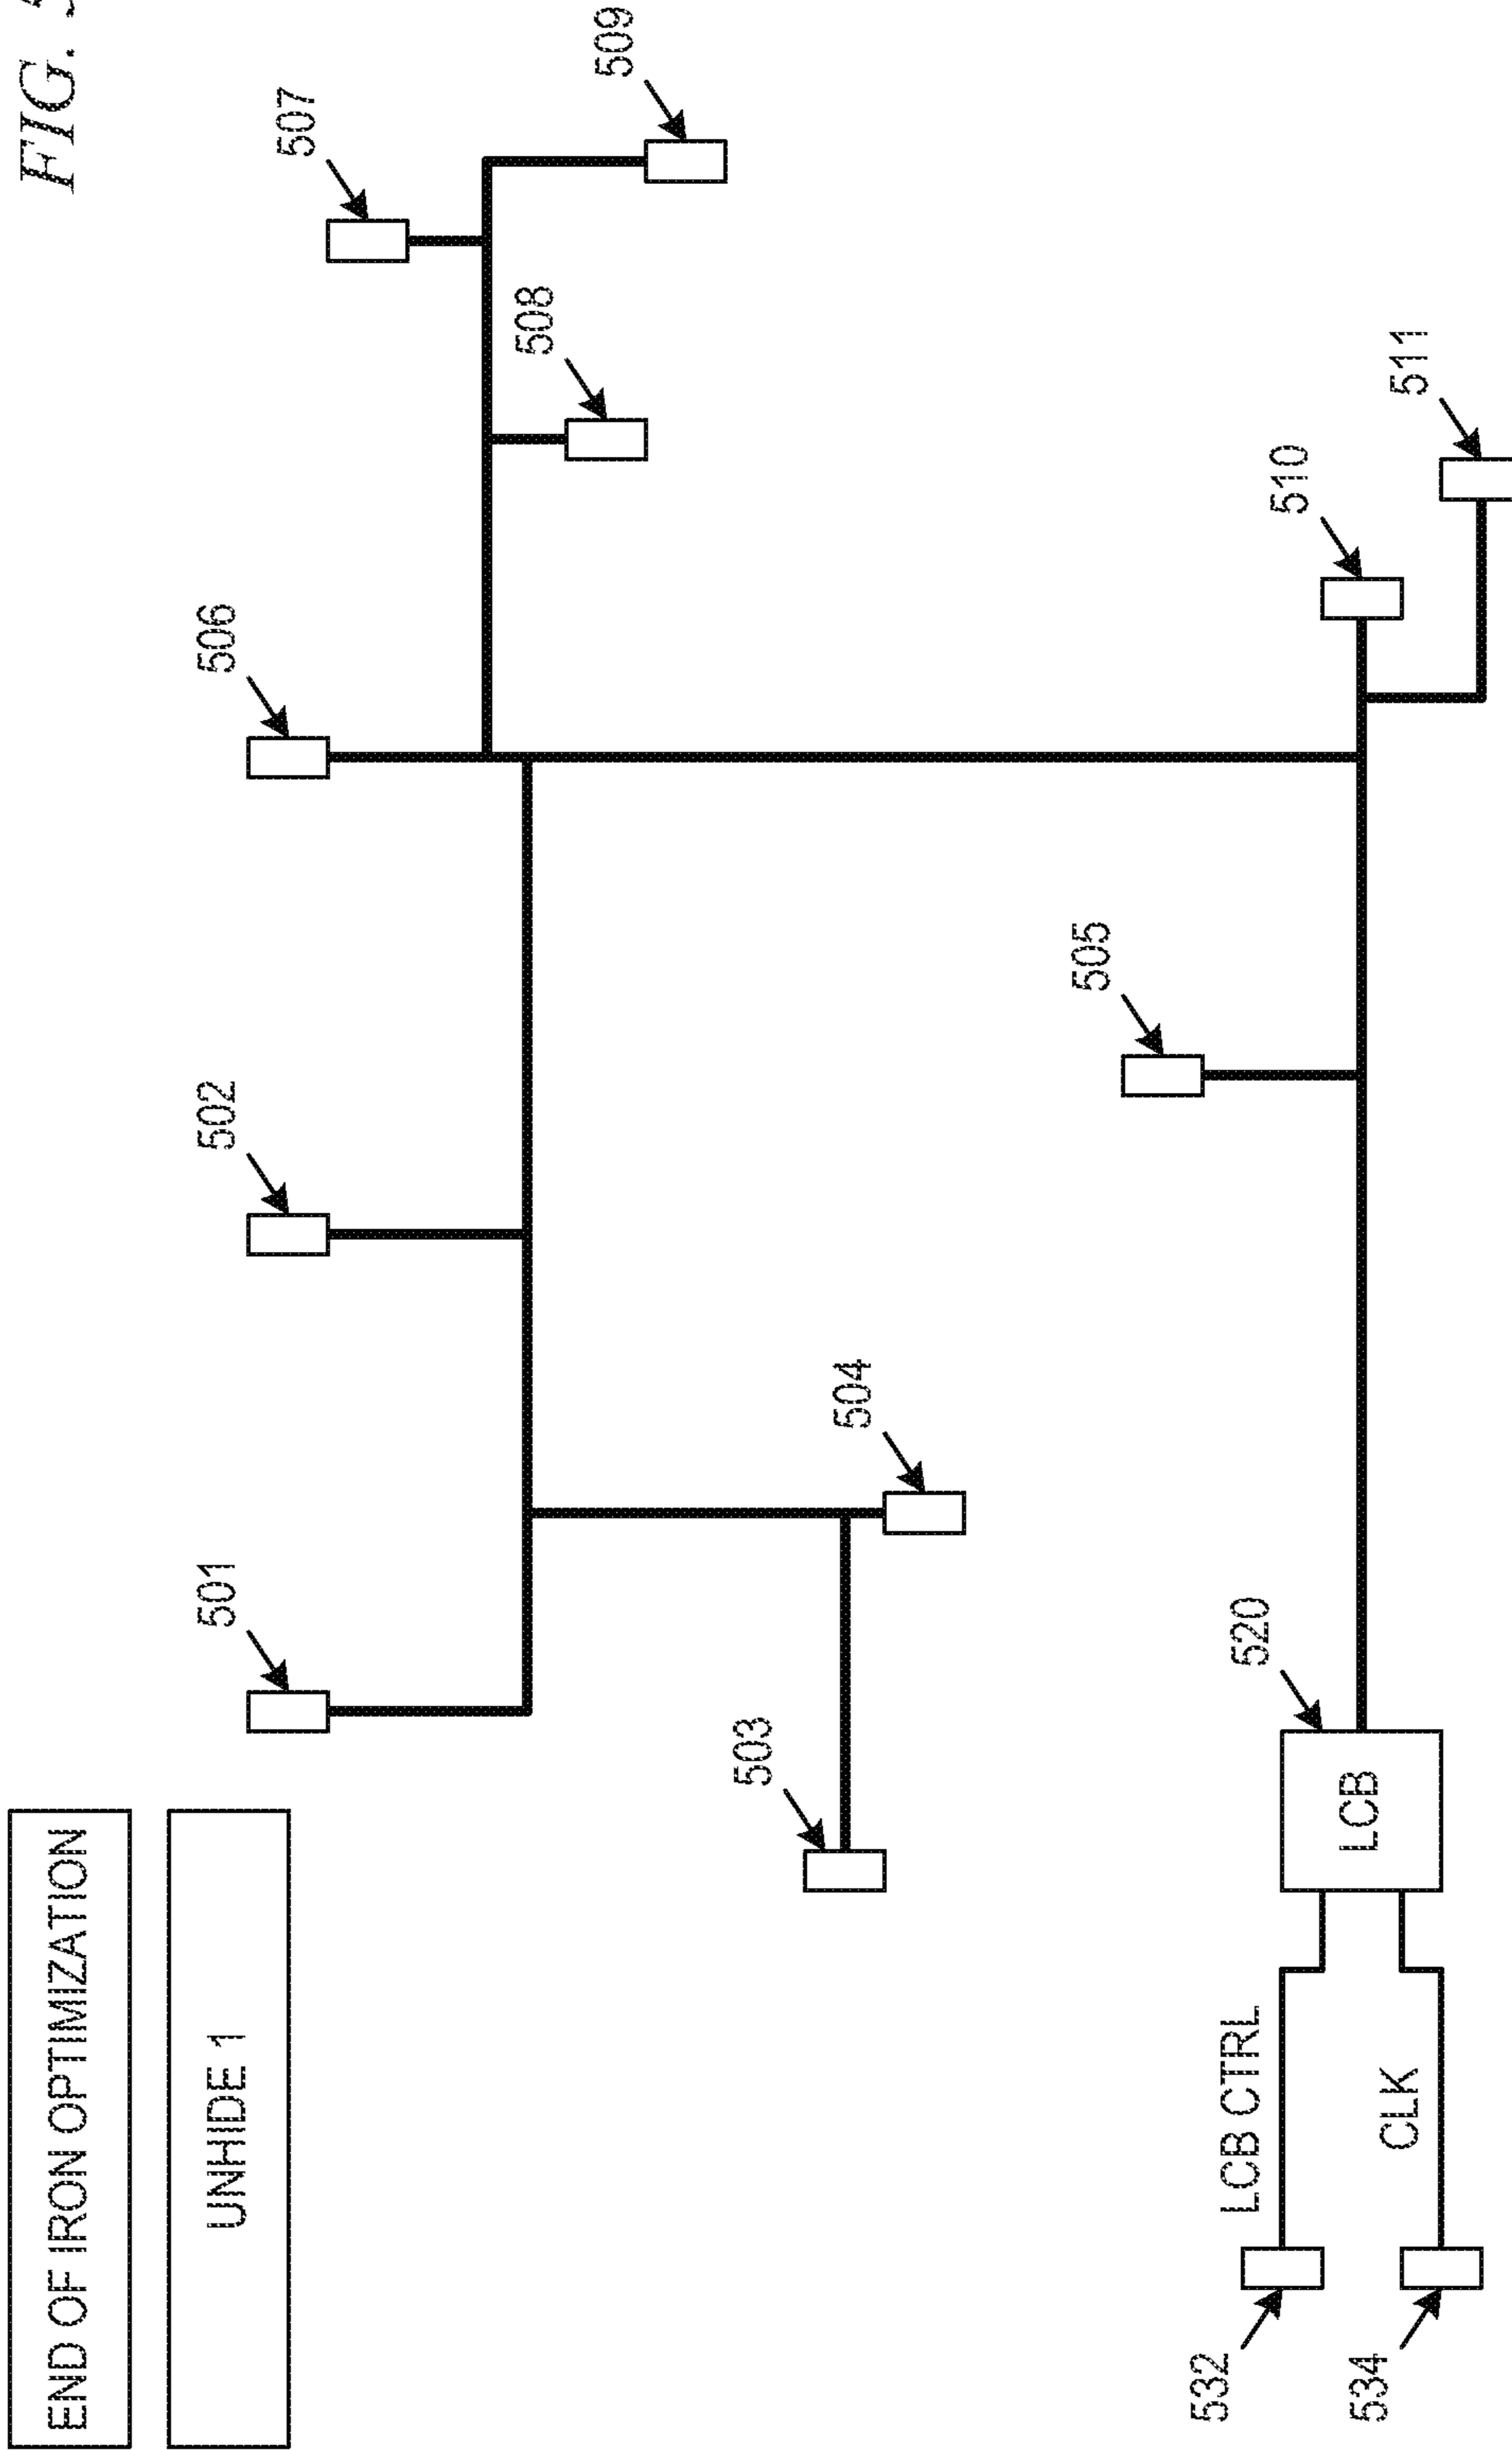 FIG. 5
END OF IRON OPTIMIZATION
UNHIDE 1
501
502
506
507
509
508
503
504
505
510
511
520
LCB
LCB CTRL
CLK
532
534